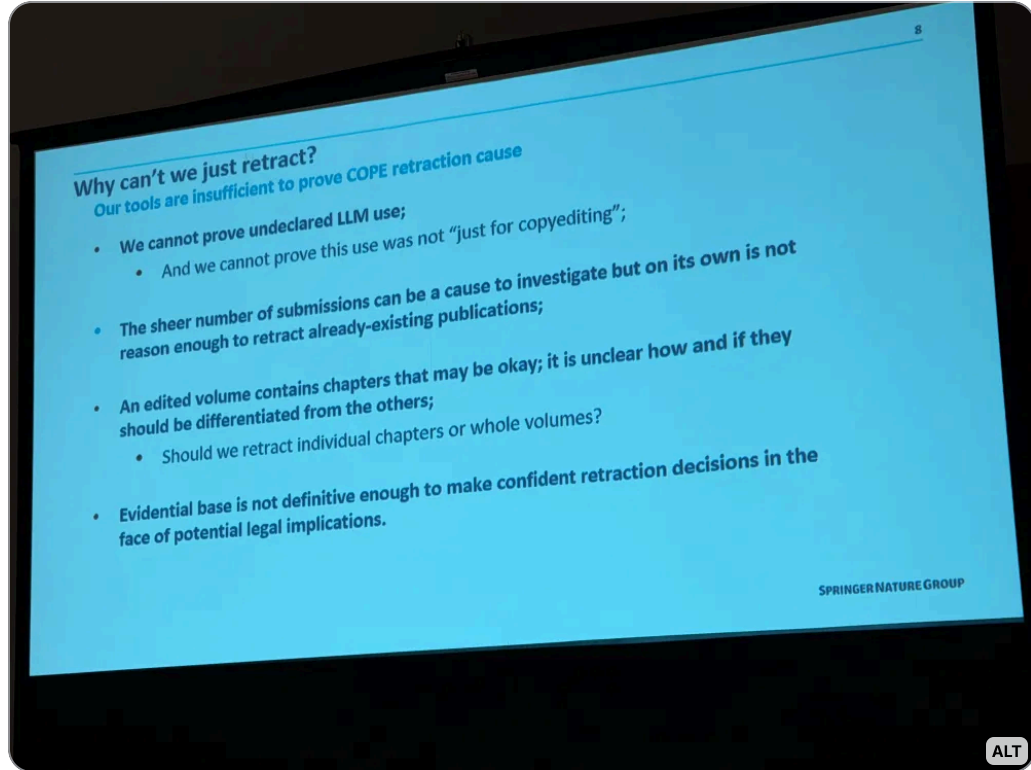 8
Why can't we just retract?
Our tools are insufficient to prove COPE retraction cause
• We cannot prove undeclared LLM use;
• And we cannot prove this use was not "just for copyediting";
• The sheer number of submissions can be a cause to investigate but on its own is not
reason enough to retract already-existing publications;
• An edited volume contains chapters that may be okay; it is unclear how and if they
should be differentiated from the others;
• Should we retract individual chapters or whole volumes?
• Evidential base is not definitive enough to make confident retraction decisions in the
face of potential legal implications.
SPRINGER NATURE GROUP
ALT